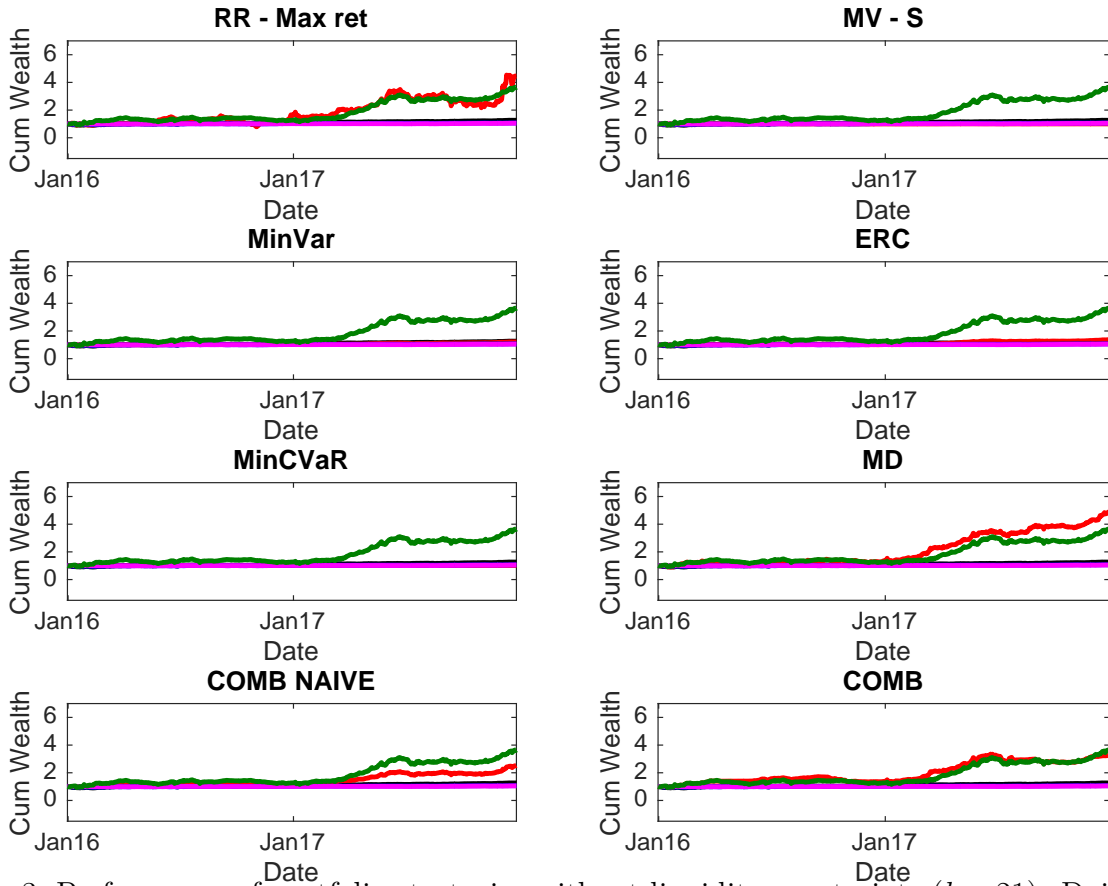 RR - Max ret
Cum Wealth
6
4
2
0
Jan16
Jan17
Date
MV - S
Cum Wealth
6
4
2
0
Jan16
Jan17
Date
MinVar
Cum Wealth
6
4
2
0
Jan16
Jan17
Date
ERC
Cum Wealth
6
4
2
0
Jan16
Jan17
Date
MinCVaR
Cum Wealth
6
4
2
0
Jan16
Jan17
Date
MD
Cum Wealth
6
4
2
0
Jan16
Jan17
Date
COMB NAIVE
Cum Wealth
6
4
2
0
Jan16
Jan17
Date
COMB
Cum Wealth
6
4
2
0
Jan16
Jan17
Date